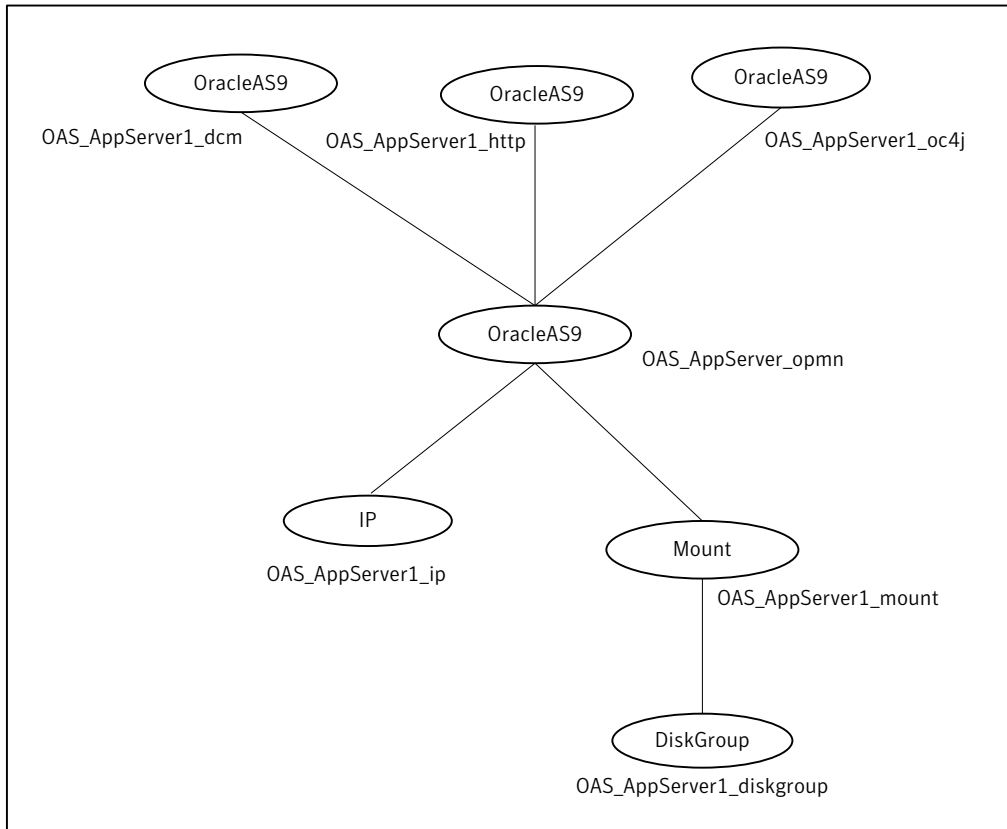 OracleAS9
OracleAS9
OracleAS9
OAS_AppServer1_dcm
OAS_AppServer1_http
OAS_AppServer1_oc4j
OracleAS9
OAS_AppServer_opmn
IP
OAS_AppServer1_ip
Mount
OAS_AppServer1_mount
DiskGroup
OAS_AppServer1_diskgroup